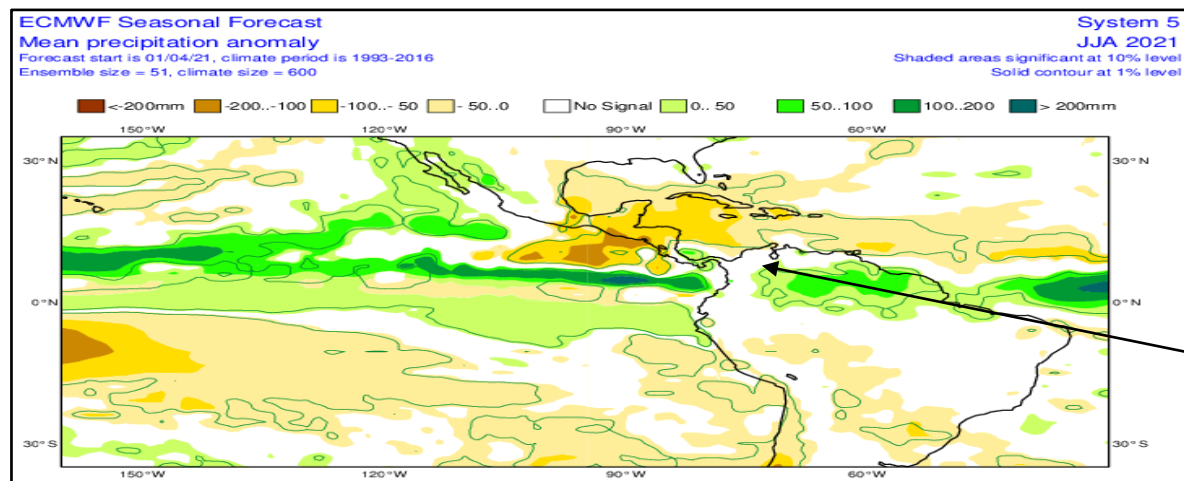 ECMWF Seasonal Forecast System 5
Mean precipitation anomaly JJA 2021
Forecast start is 01/04/21, climate period is 1993-2016 Shaded areas significant at 10% level
Ensemble size = 51, climate size = 600 Solid contour at 1% level
<-200mm -200..-100 -100..- 50 - 50..0 No Signal 0.. 50 50..100 100..200 > 200mm
150°W 120°W 90°W 60°W
30°N 30°N
0°N 0°N
30°S 30°S
150°W 120°W 90°W 60°W